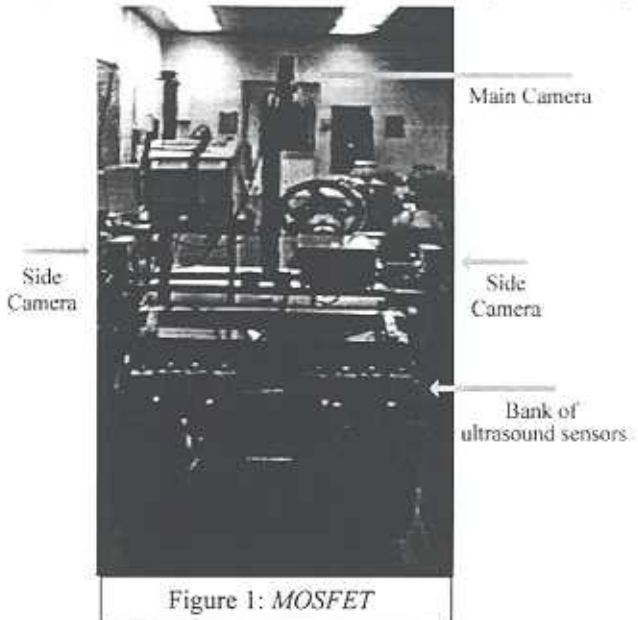 Main Camera
Side
Camera
Side
Camera
Bank of
ultrasound sensors
Figure 1: MOSFET